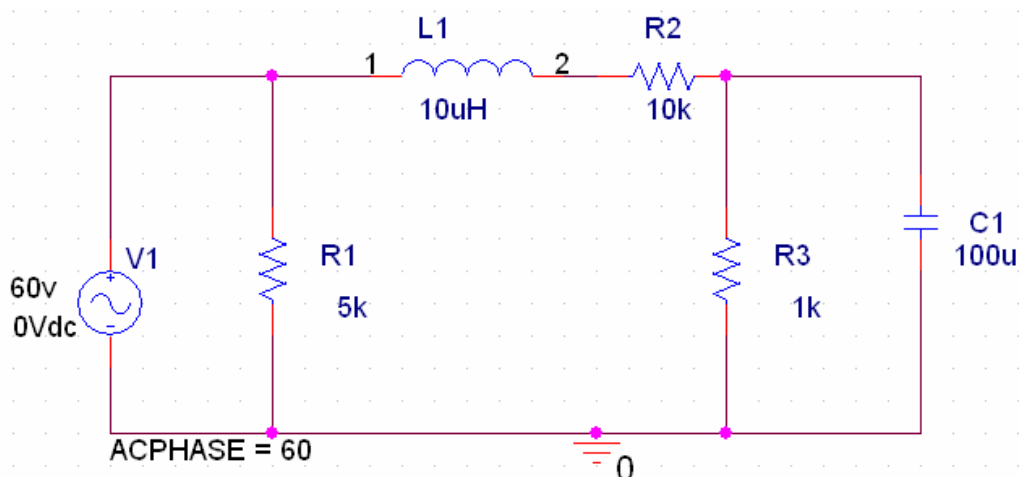 L1
R2
1
2
10uH
10k
V1
R1
R3
C1
60v
0Vdc
5k
1k
100u
ACPHASE = 60
0